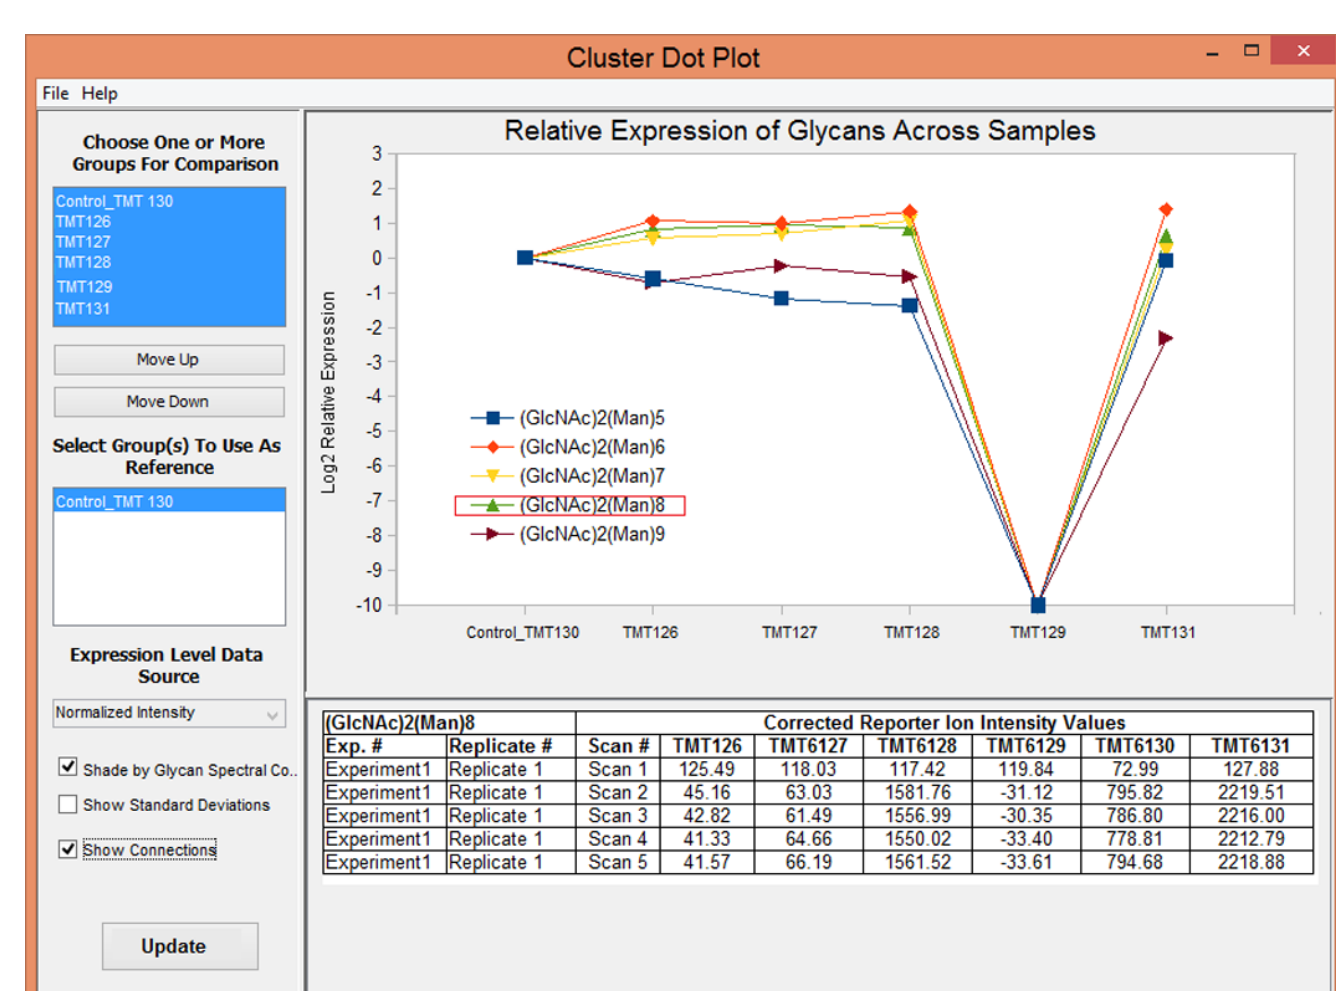 Cluster Dot Plot
File Help
Choose One or More
Groups For Comparison
Control_TMT 130
TMT126
TMT127
TMT128
TMT129
TMT131
Move Up
Move Down
Select Group(s) To Use As
Reference
Control_TMT 130
Expression Level Data
Source
Normalized Intensity
Shade by Glycan Spectral Co..
Show Standard Deviations
Show Connections
Update
Relative Expression of Glycans Across Samples
Log2 Relative Expression
3
2
1
0
-1
-2
-3
-4
-5
-6
-7
-8
-9
-10
(GlcNAc)2(Man)5
(GlcNAc)2(Man)6
(GlcNAc)2(Man)7
(GlcNAc)2(Man)8
(GlcNAc)2(Man)9
Control_TMT130 TMT126 TMT127 TMT128 TMT129 TMT131
(GlcNAc)2(Man)8 Corrected Reporter Ion Intensity Values
Exp. # Replicate # Scan # TMT126 TMT6127 TMT6128 TMT6129 TMT6130 TMT6131
Experiment1 Replicate 1 Scan 1 125.49 118.03 117.42 119.84 72.99 127.88
Experiment1 Replicate 1 Scan 2 45.16 63.03 1581.76 -31.12 795.82 2219.51
Experiment1 Replicate 1 Scan 3 42.82 61.49 1556.99 -30.35 786.80 2216.00
Experiment1 Replicate 1 Scan 4 41.33 64.66 1550.02 -33.40 778.81 2212.79
Experiment1 Replicate 1 Scan 5 41.57 66.19 1561.52 -33.61 794.68 2218.88